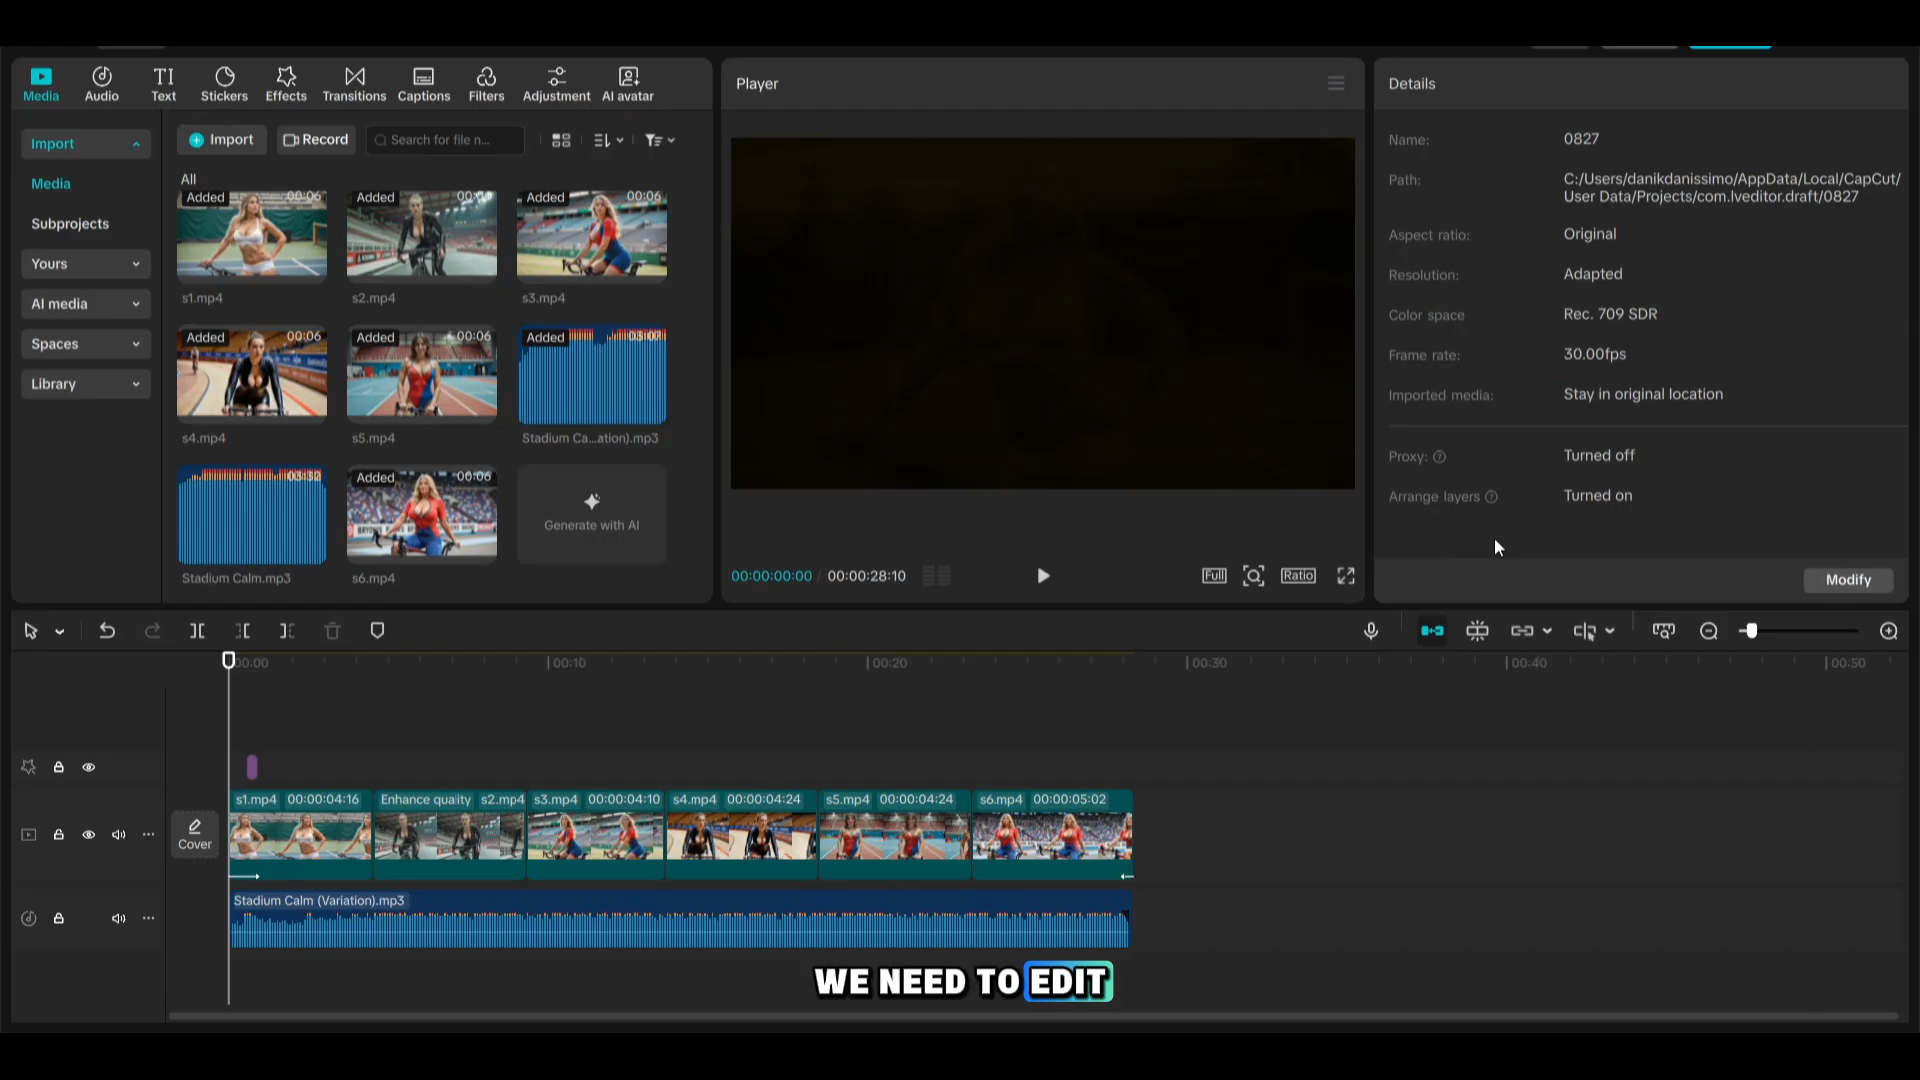 Media
Audio
Text
Stickers
Effects
Transitions
Captions
Filters
Adjustment
AI avatar
Import
Media
Subprojects
Yours
AI media
Spaces
Library
Import
Record
Search for file n...
All
Added 00:06
Added
Added 00:06
s1.mp4
s2.mp4
s3.mp4
Added 00:06
Added 00:06
Added 03:07
s4.mp4
s5.mp4
Stadium Ca...ation).mp3
03:32
Added 00:06
Generate with AI
Stadium Calm.mp3
s6.mp4
Player
00:00:00:00 / 00:00:28:10
Full
Ratio
Details
Name: 0827
Path: C:/Users/danikdanissimo/AppData/Local/CapCut/
User Data/Projects/com.lveditor.draft/0827
Aspect ratio: Original
Resolution: Adapted
Color space Rec. 709 SDR
Frame rate: 30.00fps
Imported media: Stay in original location
Proxy: Turned off
Arrange layers Turned on
Modify
00:00
00:10
00:20
00:30
00:40
00:50
Cover
s1.mp4 00:00:04:16
Enhance quality s2.mp4
s3.mp4 00:00:04:10
s4.mp4 00:00:04:24
s5.mp4 00:00:04:24
s6.mp4 00:00:05:02
Stadium Calm (Variation).mp3
WE NEED TO EDIT